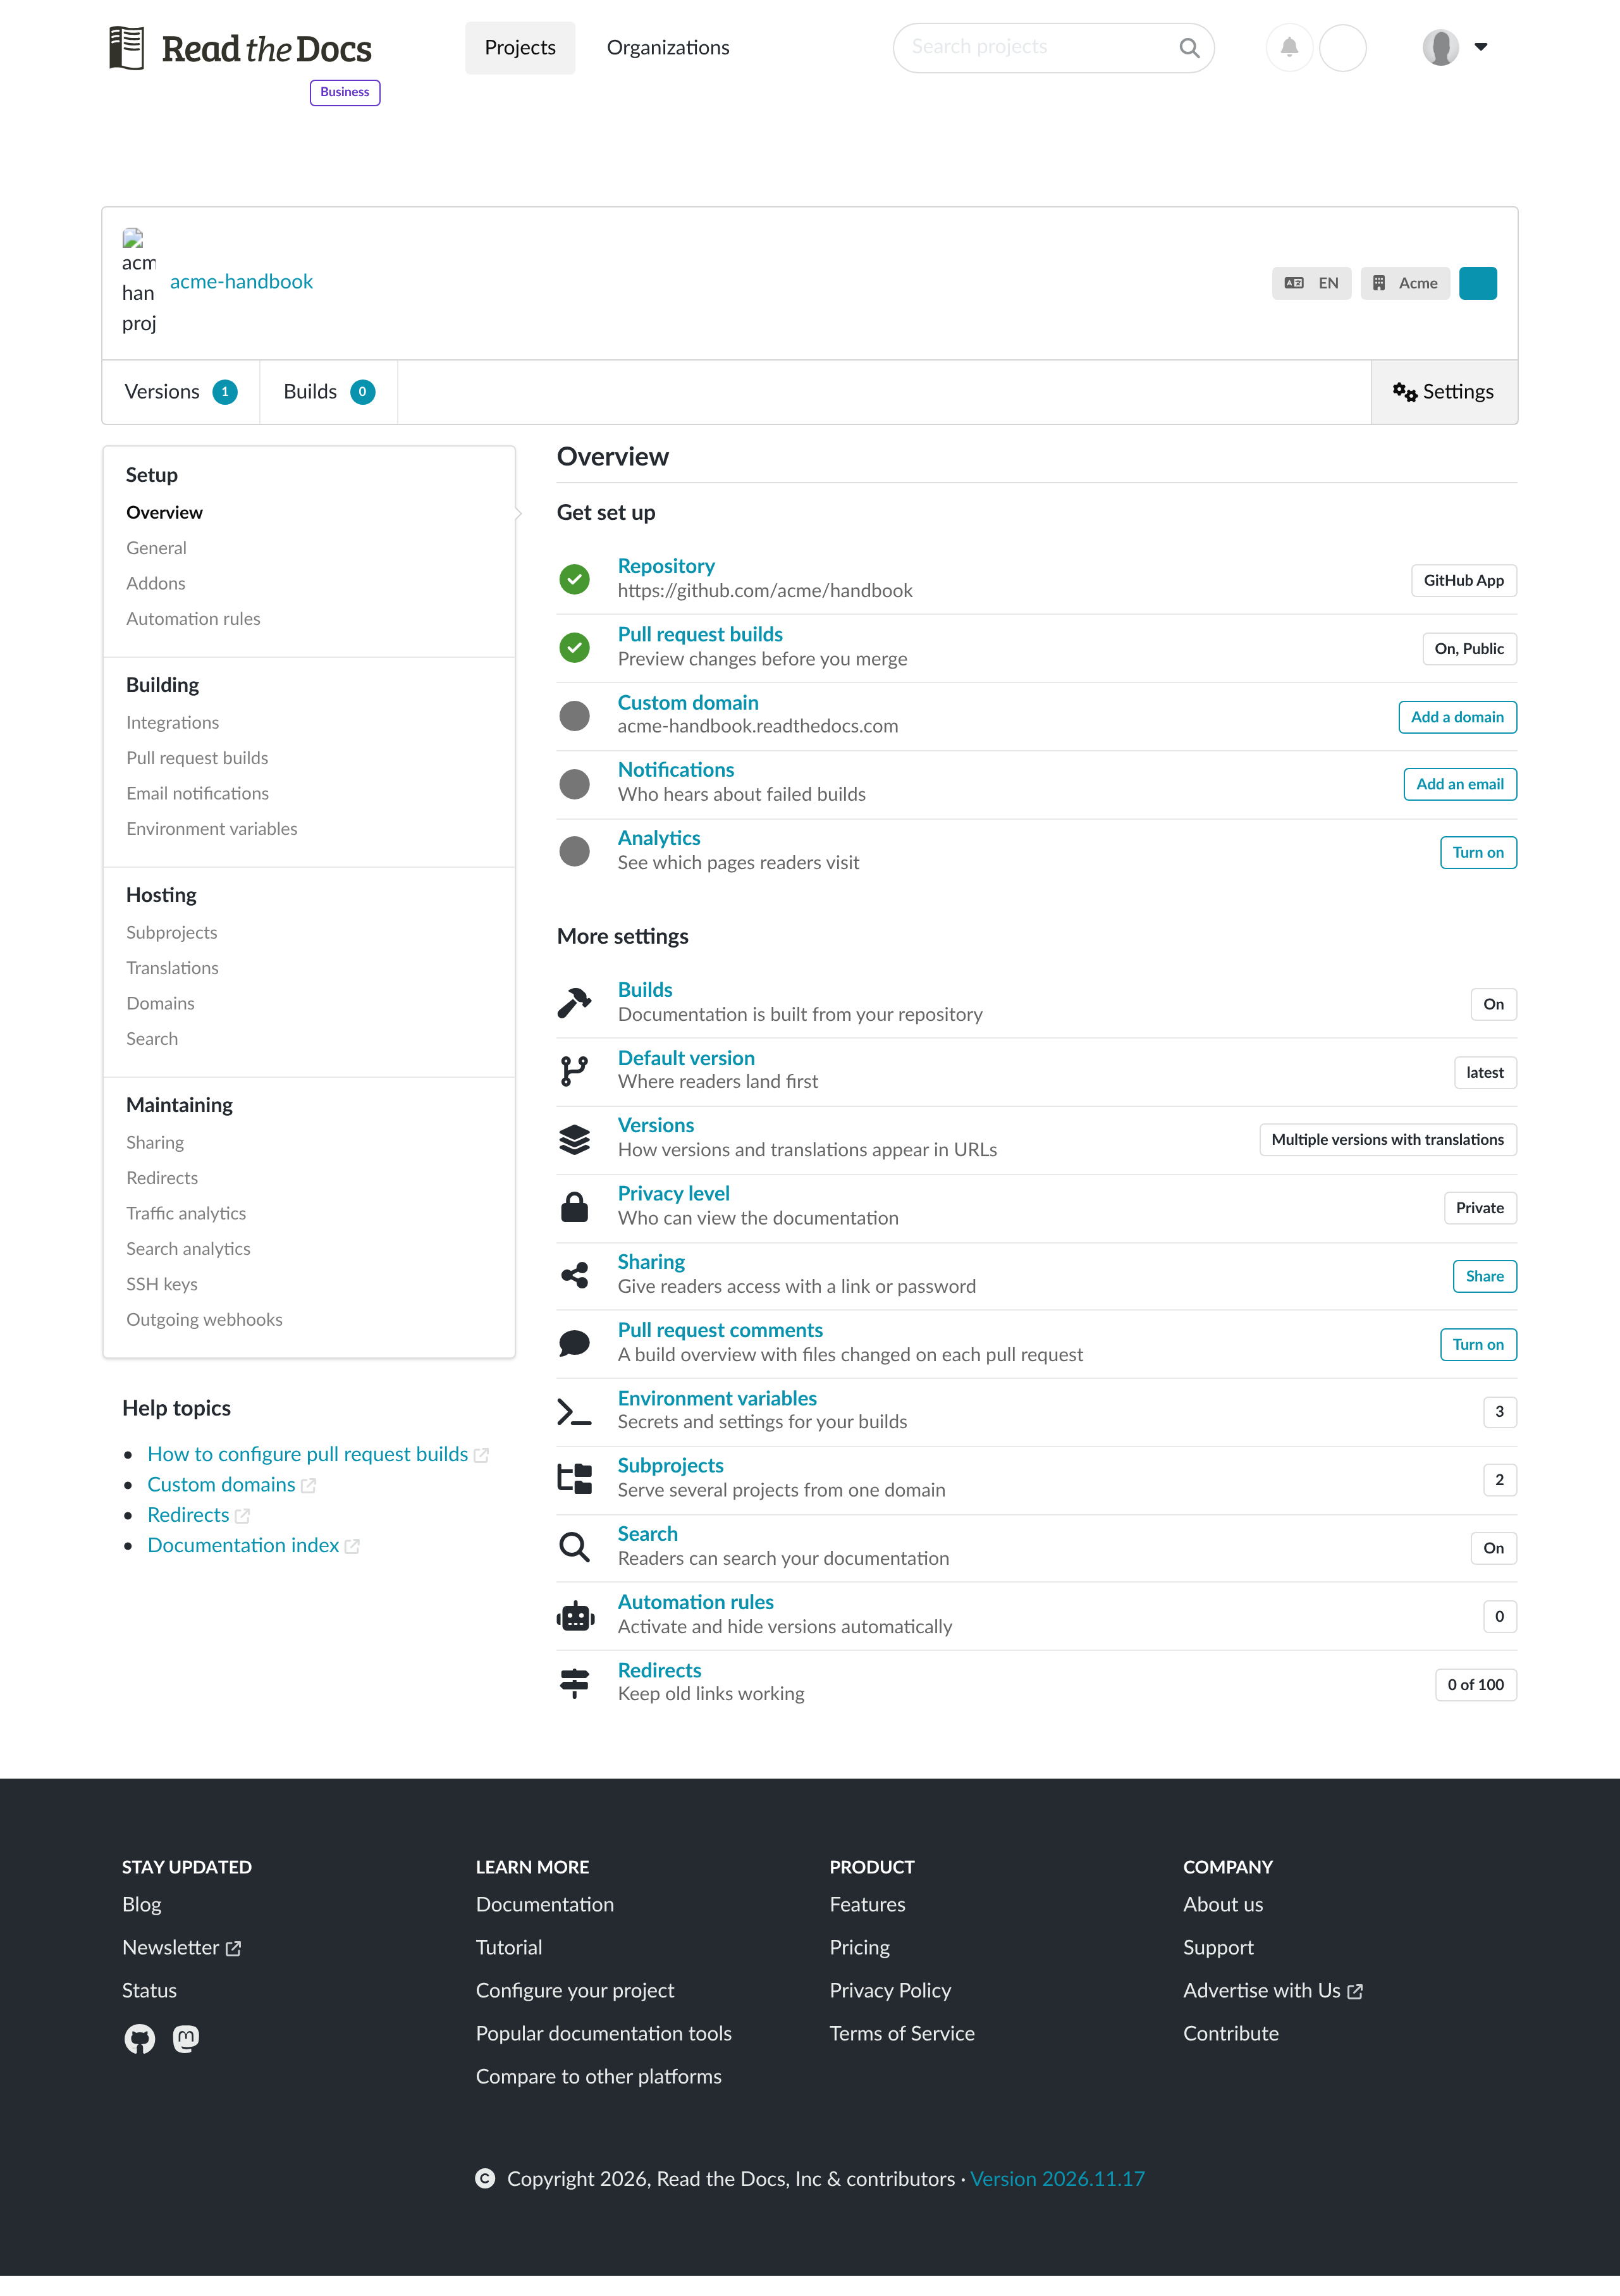 Read the Docs
Business
Projects
Organizations
Search projects
acm
han
proj
acme-handbook
EN
Acme
Versions 1
Builds 0
Settings
Setup
Overview
General
Addons
Automation rules
Building
Integrations
Pull request builds
Email notifications
Environment variables
Hosting
Subprojects
Translations
Domains
Search
Maintaining
Sharing
Redirects
Traffic analytics
Search analytics
SSH keys
Outgoing webhooks
Help topics
How to configure pull request builds
Custom domains
Redirects
Documentation index
Overview
Get set up
Repository
https://github.com/acme/handbook
GitHub App
Pull request builds
Preview changes before you merge
On, Public
Custom domain
acme-handbook.readthedocs.com
Add a domain
Notifications
Who hears about failed builds
Add an email
Analytics
See which pages readers visit
Turn on
More settings
Builds
Documentation is built from your repository
On
Default version
Where readers land first
latest
Versions
How versions and translations appear in URLs
Multiple versions with translations
Privacy level
Who can view the documentation
Private
Sharing
Give readers access with a link or password
Share
Pull request comments
A build overview with files changed on each pull request
Turn on
Environment variables
Secrets and settings for your builds
3
Subprojects
Serve several projects from one domain
2
Search
Readers can search your documentation
On
Automation rules
Activate and hide versions automatically
0
Redirects
Keep old links working
0 of 100
STAY UPDATED
Blog
Newsletter
Status
LEARN MORE
Documentation
Tutorial
Configure your project
Popular documentation tools
Compare to other platforms
PRODUCT
Features
Pricing
Privacy Policy
Terms of Service
COMPANY
About us
Support
Advertise with Us
Contribute
Copyright 2026, Read the Docs, Inc & contributors · Version 2026.11.17